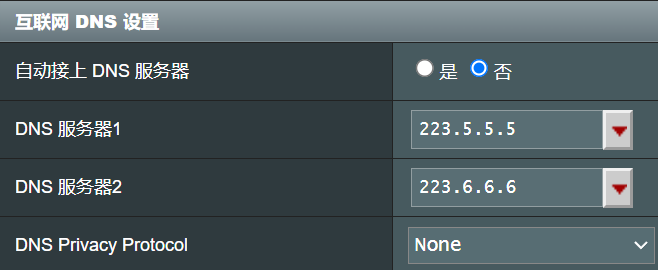 互联网 DNS 设置
自动接上 DNS 服务器 是 否
DNS 服务器1 223.5.5.5
DNS 服务器2 223.6.6.6
DNS Privacy Protocol None